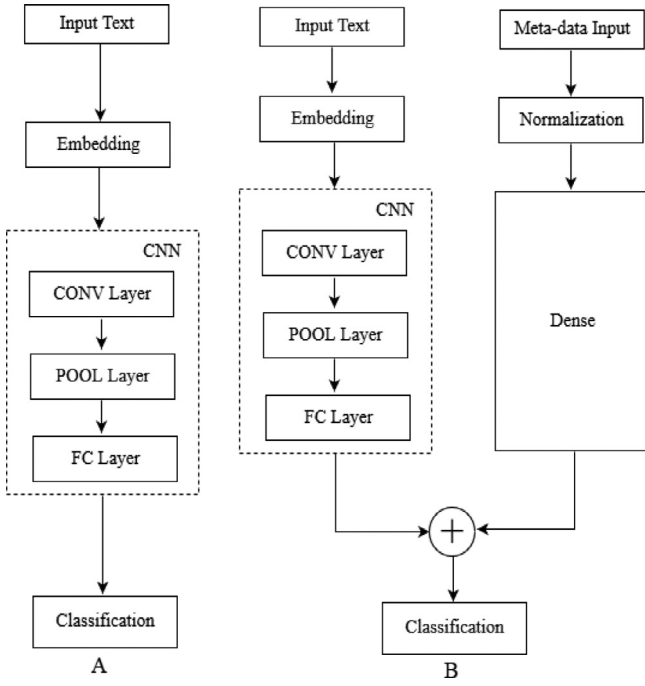 Input Text
Embedding
CNN
CONV Layer
POOL Layer
FC Layer
Classification
A
Input Text
Embedding
CNN
CONV Layer
POOL Layer
FC Layer
Meta-data Input
Normalization
Dense
+
Classification
B